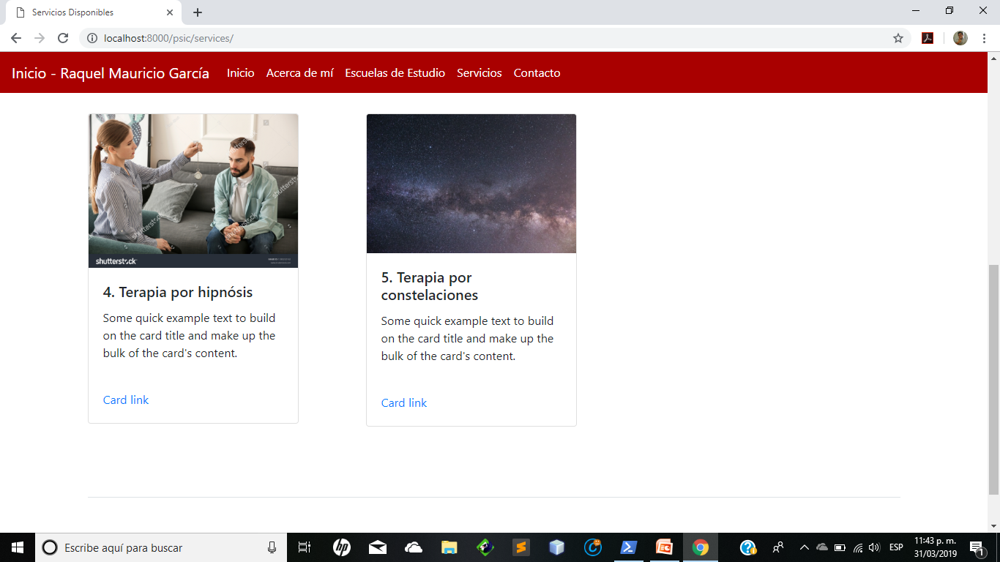 Servicios Disponibles
localhost:8000/psic/services/
Inicio - Raquel Mauricio García Inicio Acerca de mí Escuelas de Estudio Servicios Contacto
shutterstock
4. Terapia por hipnósis
Some quick example text to build
on the card title and make up the
bulk of the card's content.
Card link
5. Terapia por
constelaciones
Some quick example text to build
on the card title and make up the
bulk of the card's content.
Card link
Escribe aquí para buscar
hp
ESP
11:43 p. m.
31/03/2019
1